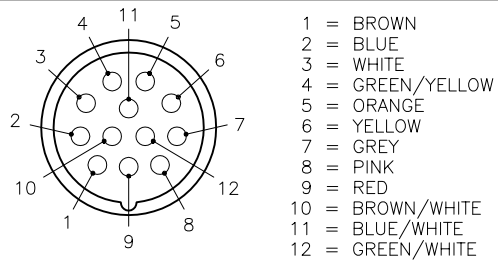 11
4
5
3
6
2
7
10
12
1
8
9
1 = BROWN
2 = BLUE
3 = WHITE
4 = GREEN/YELLOW
5 = ORANGE
6 = YELLOW
7 = GREY
8 = PINK
9 = RED
10 = BROWN/WHITE
11 = BLUE/WHITE
12 = GREEN/WHITE